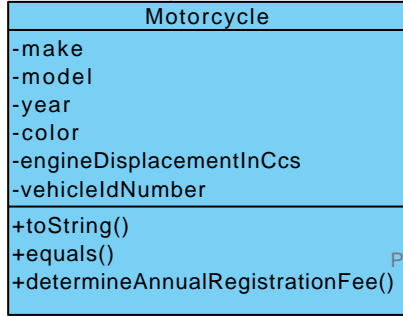 Motorcycle
-make
-model
-year
-color
-engineDisplacementInCcs
-vehicleIdNumber
+toString()
+equals()
P
+determineAnnualRegistrationFee()